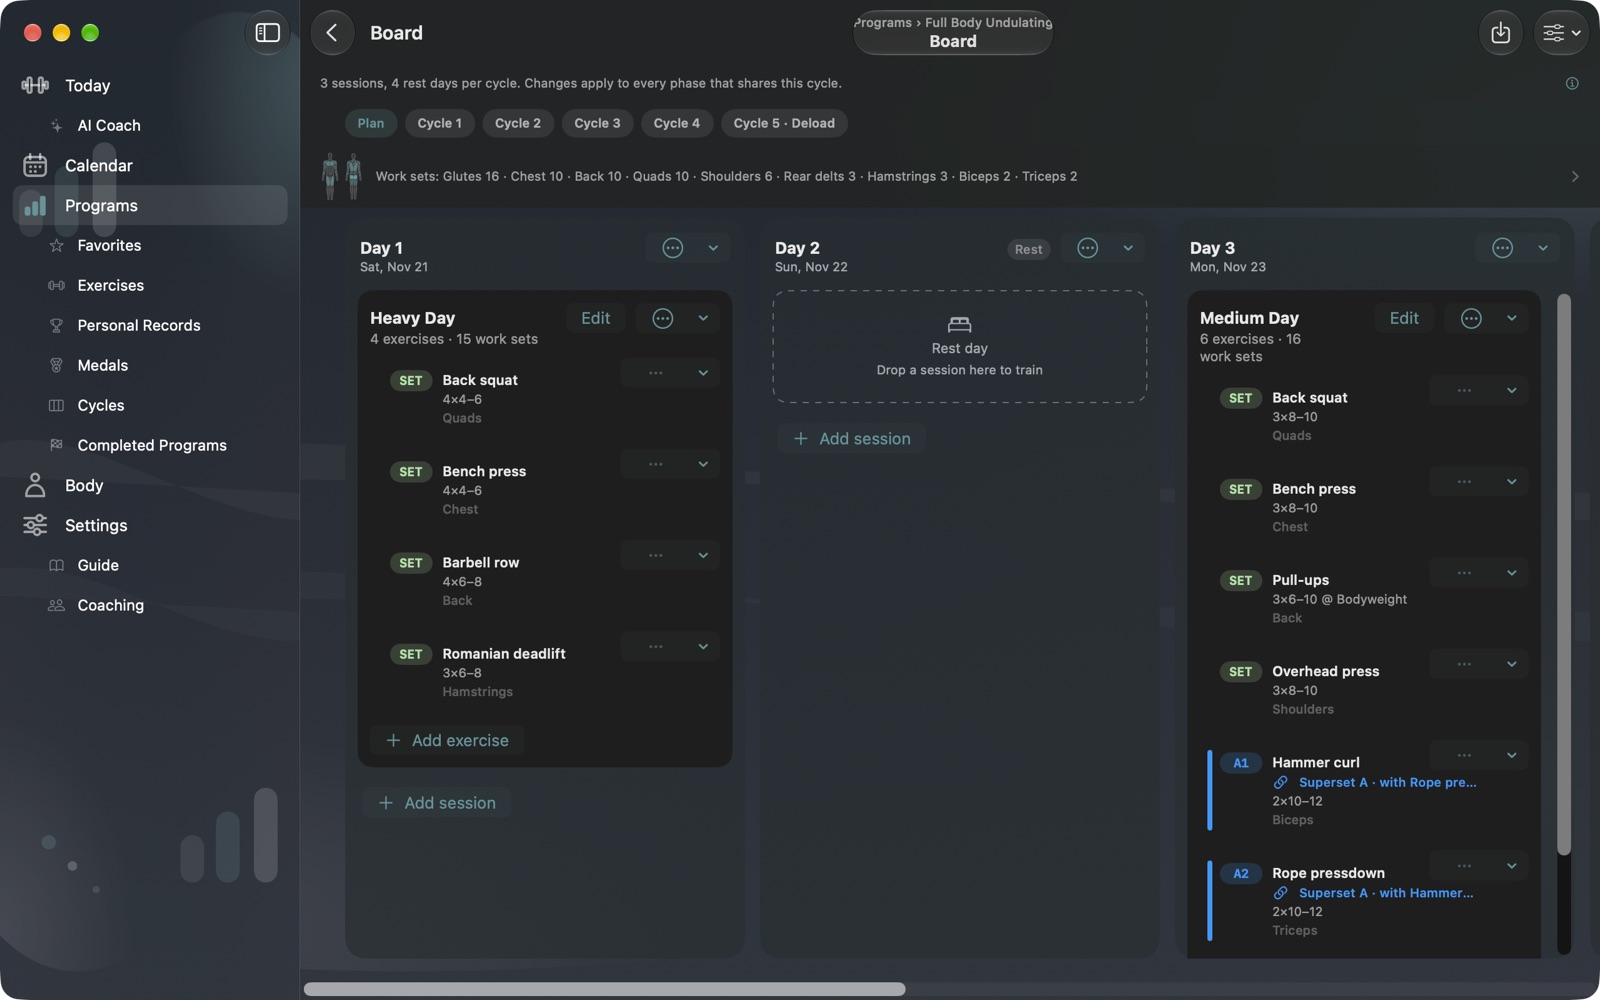 Board
Programs › Full Body Undulating
Board
Today
AI Coach
Calendar
Programs
Favorites
Exercises
Personal Records
Medals
Cycles
Completed Programs
Body
Settings
Guide
Coaching
3 sessions, 4 rest days per cycle. Changes apply to every phase that shares this cycle.
Plan
Cycle 1
Cycle 2
Cycle 3
Cycle 4
Cycle 5 · Deload
Work sets: Glutes 16 · Chest 10 · Back 10 · Quads 10 · Shoulders 6 · Rear delts 3 · Hamstrings 3 · Biceps 2 · Triceps 2
Day 1
Sat, Nov 21
Heavy Day
Edit
4 exercises · 15 work sets
SET
Back squat
4×4–6
Quads
SET
Bench press
4×4–6
Chest
SET
Barbell row
4×6–8
Back
SET
Romanian deadlift
3×6–8
Hamstrings
Add exercise
Add session
Day 2
Rest
Sun, Nov 22
Rest day
Drop a session here to train
Add session
Day 3
Mon, Nov 23
Medium Day
Edit
6 exercises · 16
work sets
SET
Back squat
3×8–10
Quads
SET
Bench press
3×8–10
Chest
SET
Pull-ups
3×6–10 @ Bodyweight
Back
SET
Overhead press
3×8–10
Shoulders
A1
Hammer curl
Superset A · with Rope pre…
2×10–12
Biceps
A2
Rope pressdown
Superset A · with Hammer…
2×10–12
Triceps